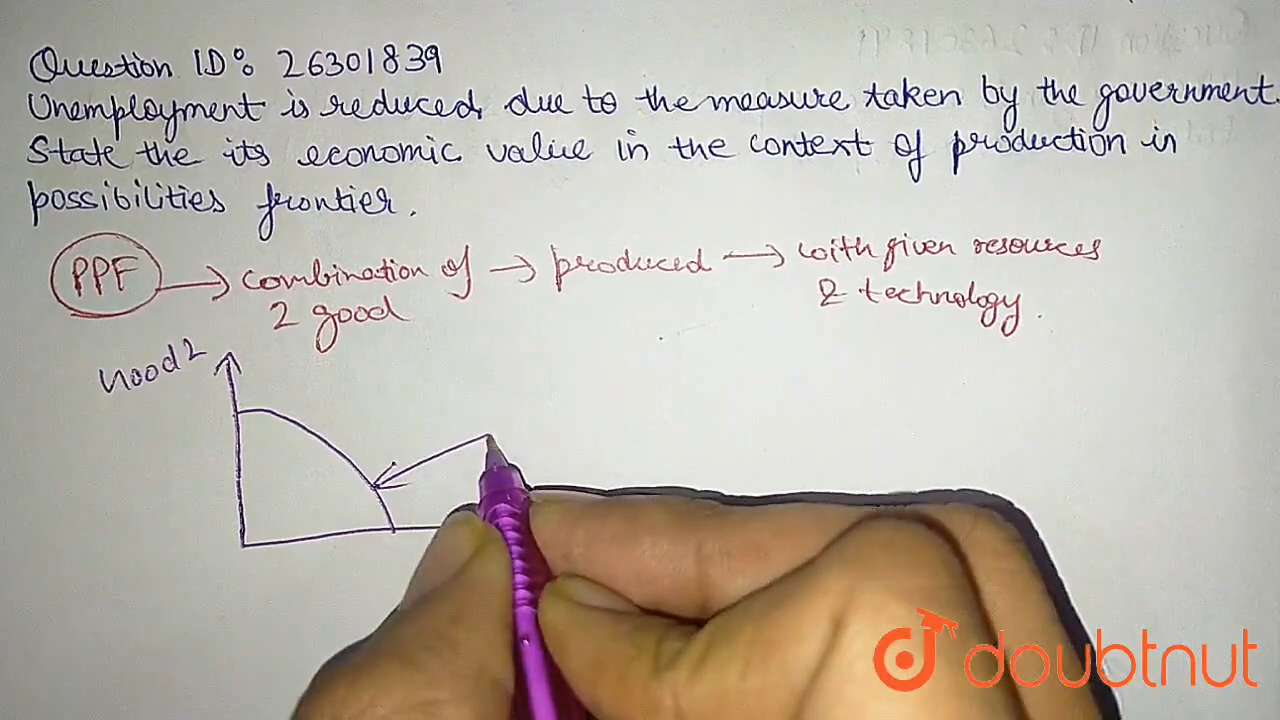 Question ID: 26301839
Unemployment is reduced, due to the measure taken by the government.
State the its economic value in the context of production in
possibilities frontier.
PPF → combination of → produced → with given resources
2 good
& technology.
Good 2
doubtnut